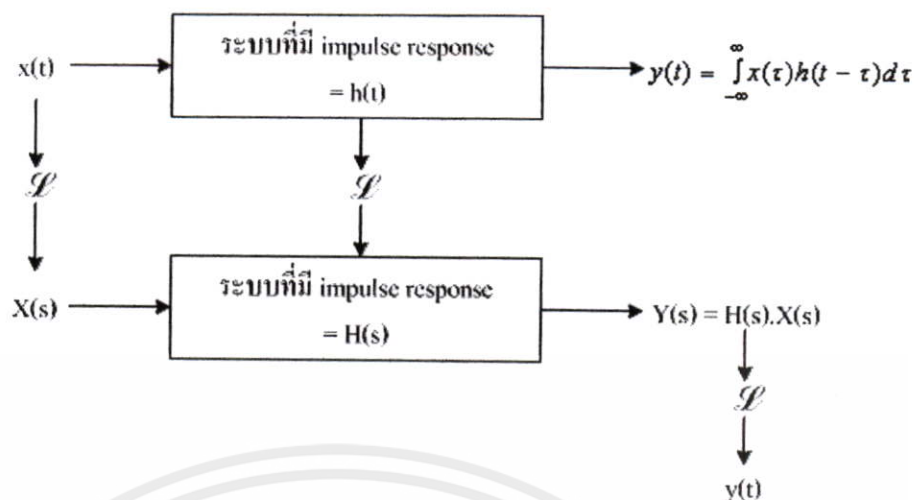 ระบบที่มี impulse response
= h(t)
x(t)
y(t) = ∫_{-∞}^{∞} x(τ)h(t − τ)dτ
ℒ
ℒ
ระบบที่มี impulse response
= H(s)
X(s)
Y(s) = H(s).X(s)
ℒ
y(t)